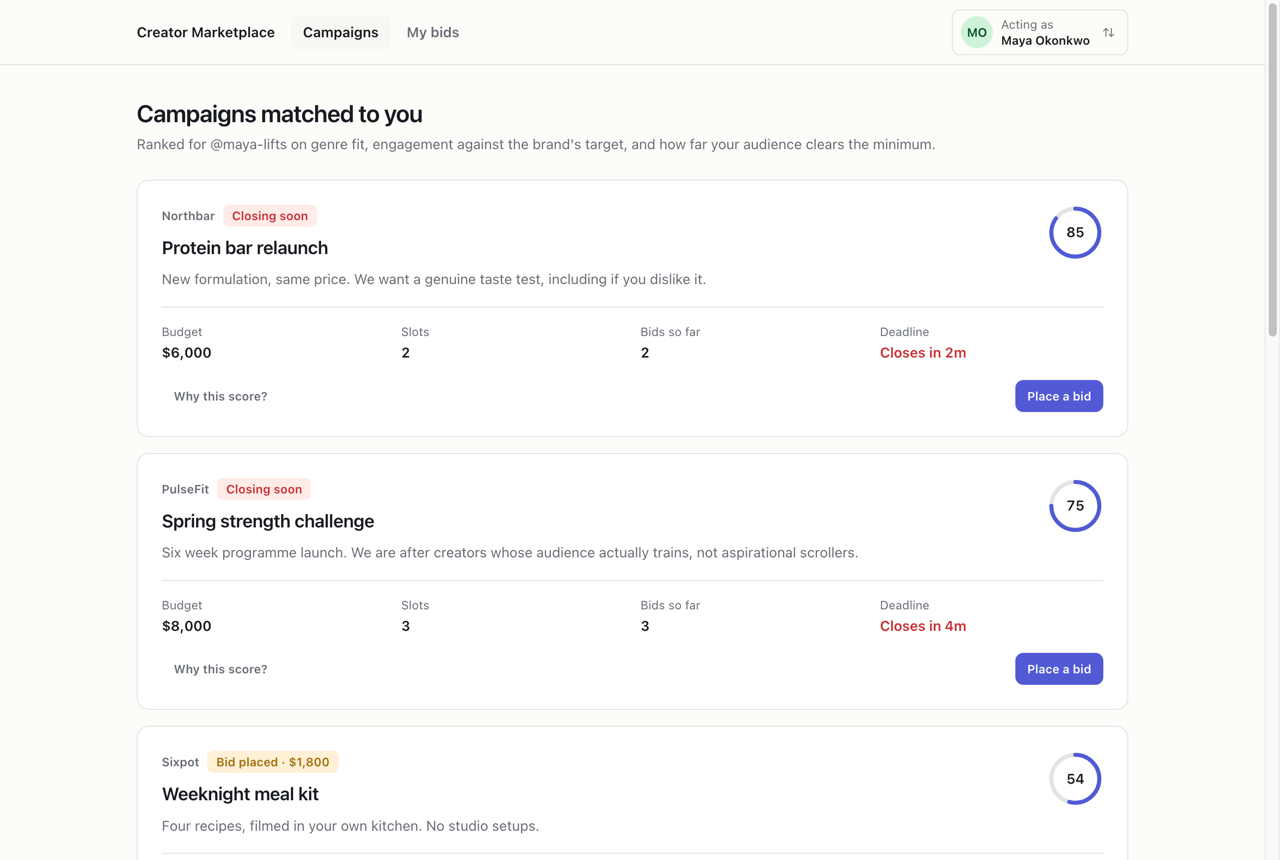 Creator Marketplace
Campaigns
My bids
MO
Acting as
Maya Okonkwo
Campaigns matched to you
Ranked for @maya-lifts on genre fit, engagement against the brand's target, and how far your audience clears the minimum.
Northbar
Closing soon
85
Protein bar relaunch
New formulation, same price. We want a genuine taste test, including if you dislike it.
Budget
Slots
Bids so far
Deadline
$6,000
2
2
Closes in 2m
Why this score?
Place a bid
PulseFit
Closing soon
75
Spring strength challenge
Six week programme launch. We are after creators whose audience actually trains, not aspirational scrollers.
Budget
Slots
Bids so far
Deadline
$8,000
3
3
Closes in 4m
Why this score?
Place a bid
Sixpot
Bid placed · $1,800
54
Weeknight meal kit
Four recipes, filmed in your own kitchen. No studio setups.